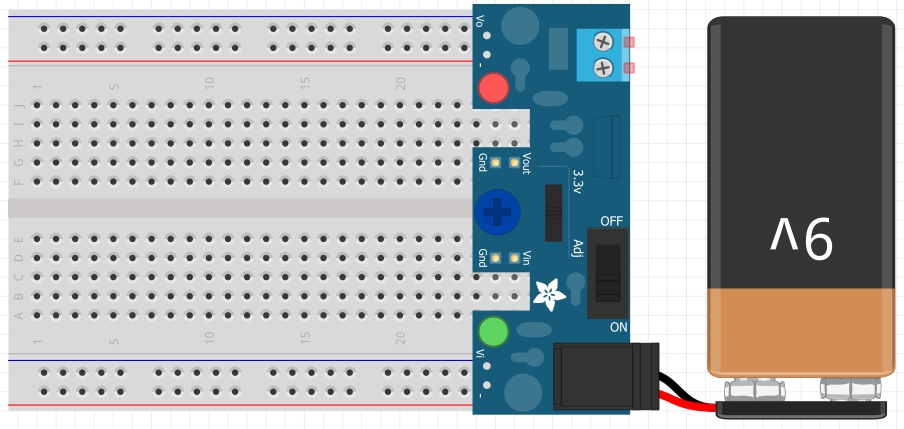 Vo
-
1 5 10 15 20
J
I
H
G
F
Gnd Vout
3.3v
OFF
9V
Adj
E
D
C
B
A
Gnd Vin
ON
1 5 10 15 20
Vi
-